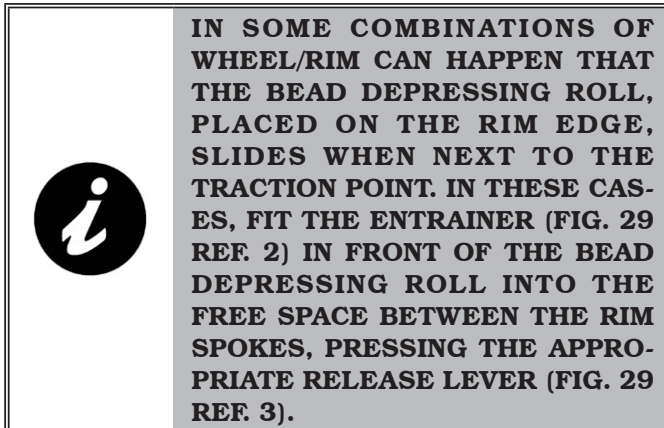 IN SOME COMBINATIONS OF
WHEEL/RIM CAN HAPPEN THAT
THE BEAD DEPRESSING ROLL,
PLACED ON THE RIM EDGE,
SLIDES WHEN NEXT TO THE
TRACTION POINT. IN THESE CAS-
ES, FIT THE ENTRAINER (FIG. 29
REF. 2) IN FRONT OF THE BEAD
DEPRESSING ROLL INTO THE
FREE SPACE BETWEEN THE RIM
SPOKES, PRESSING THE APPRO-
PRIATE RELEASE LEVER (FIG. 29
REF. 3).